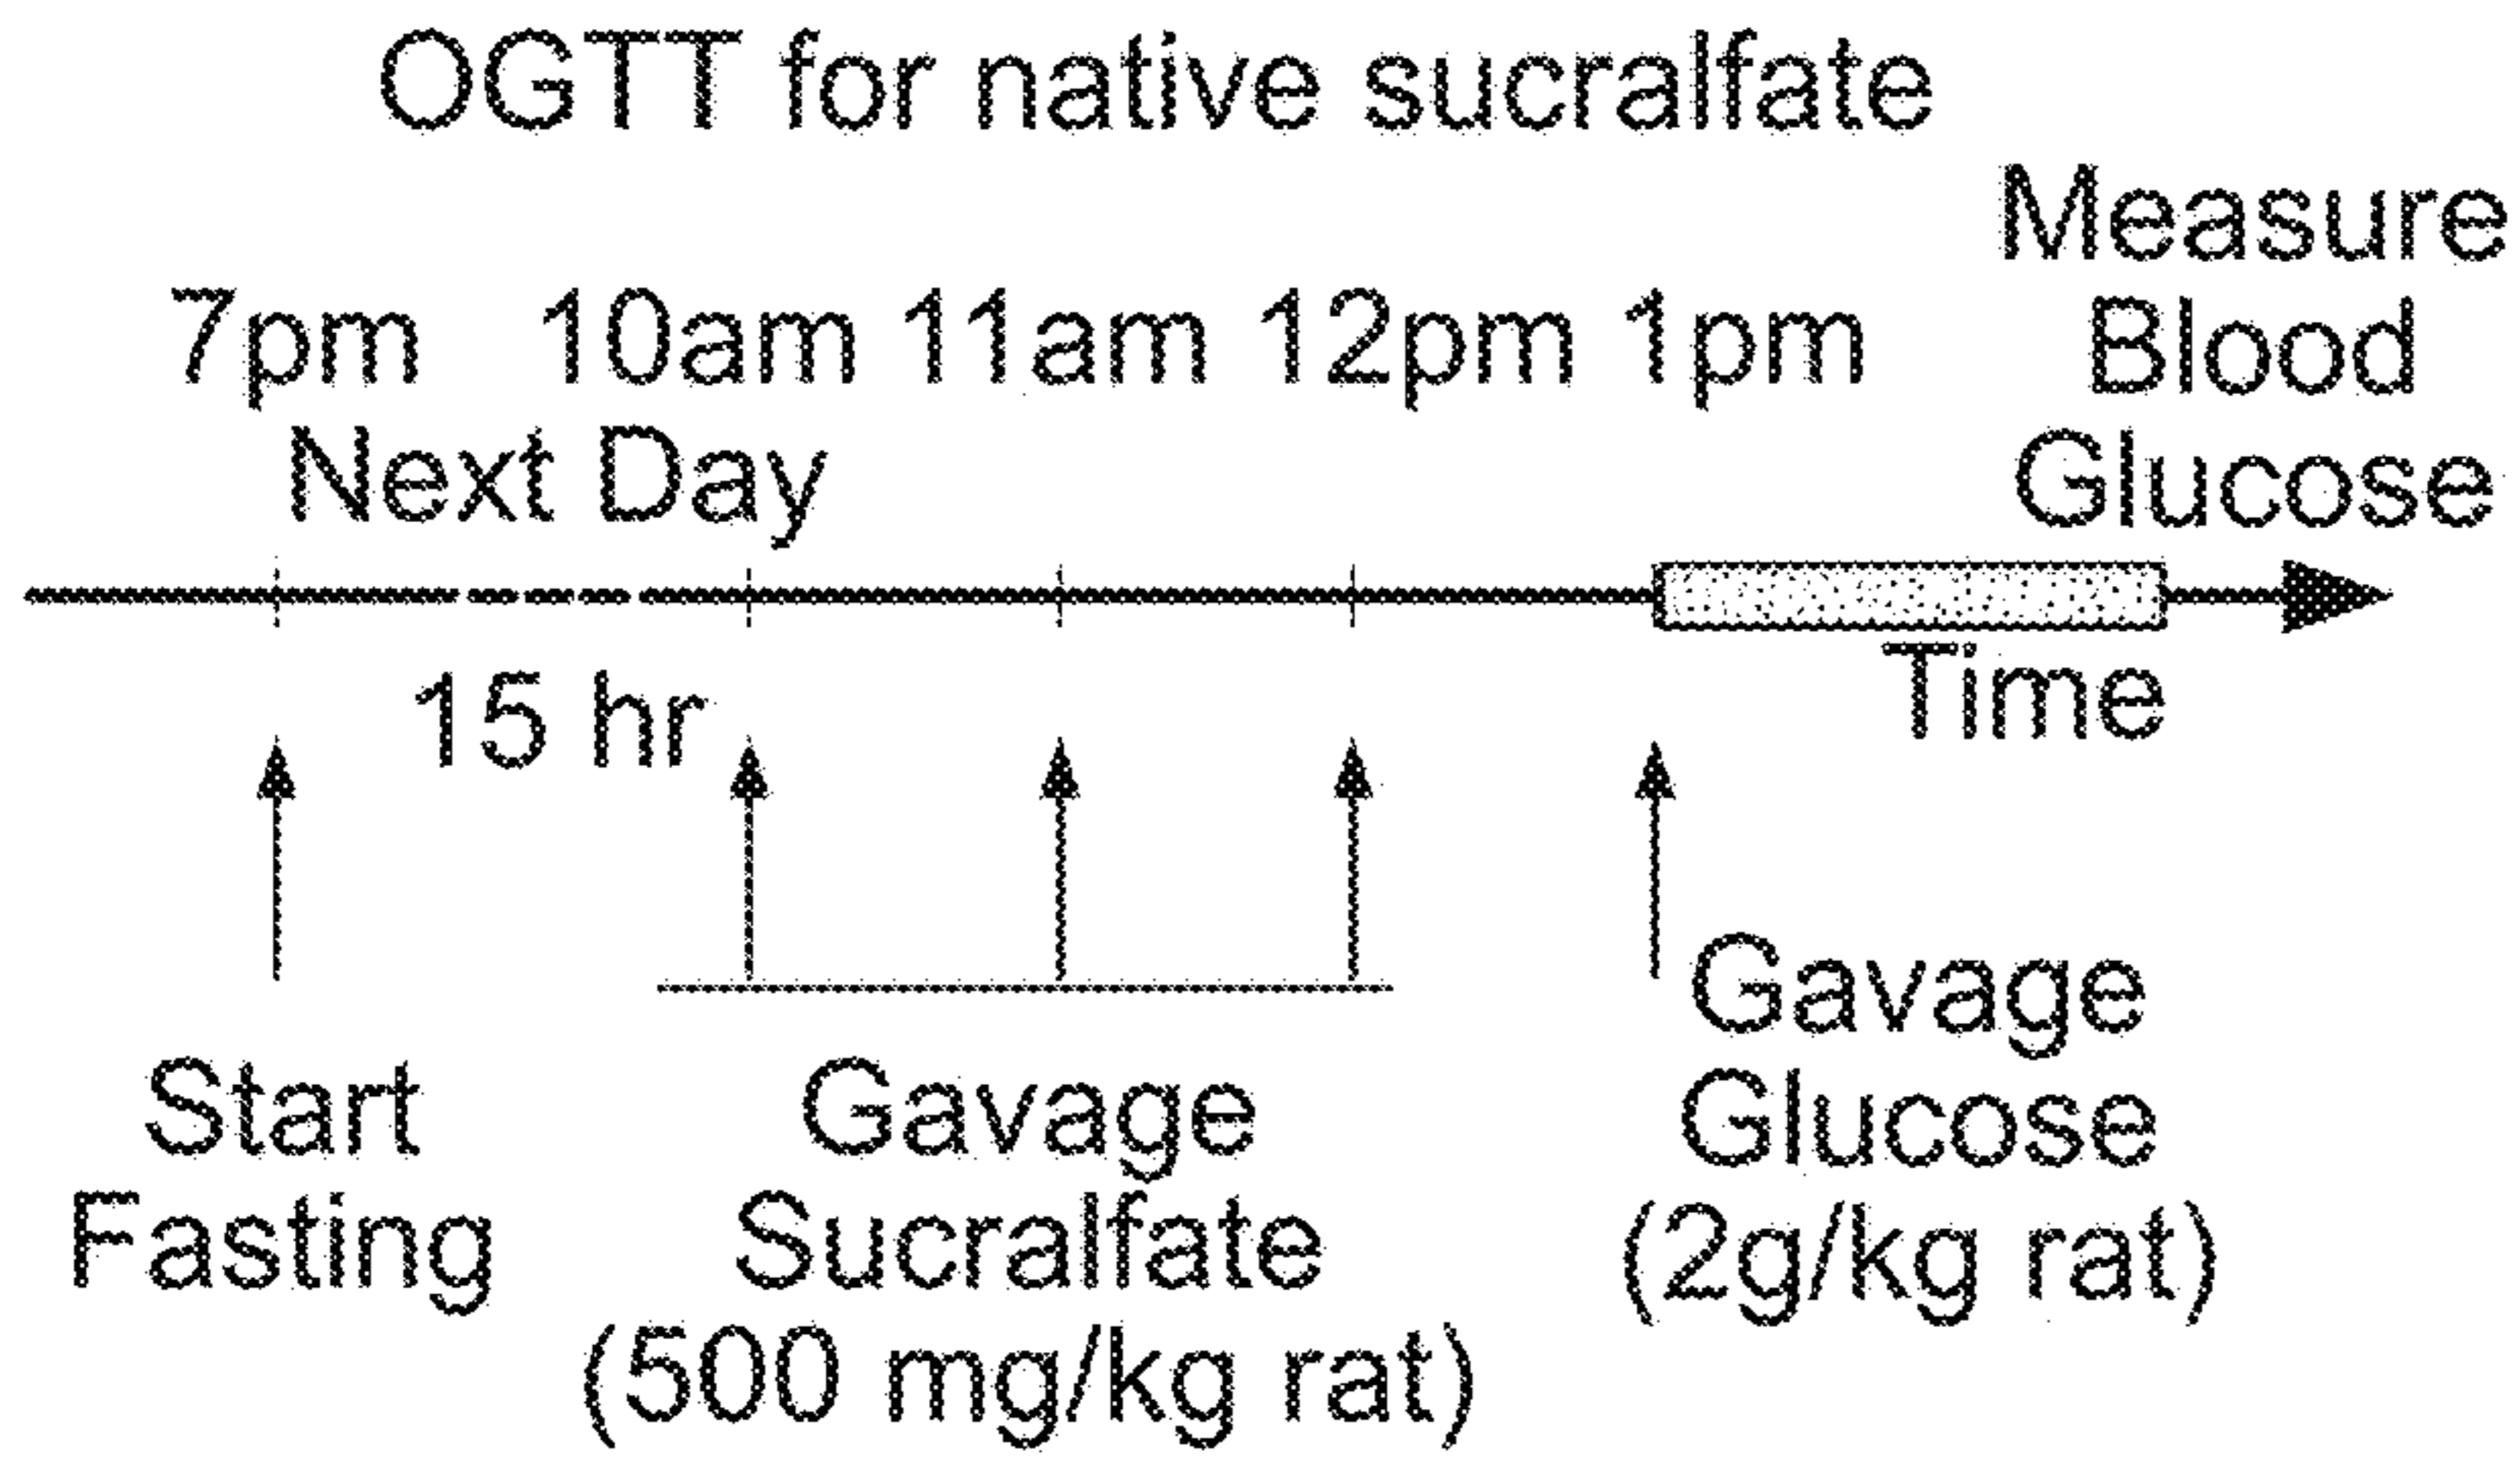 OGTT for native sucralfate
Measure
7pm 10am 11am 12pm 1pm Blood
Next Day Glucose
15 hr Time
Gavage
Start Gavage Glucose
Fasting Sucralfate (2g/kg rat)
(500 mg/kg rat)